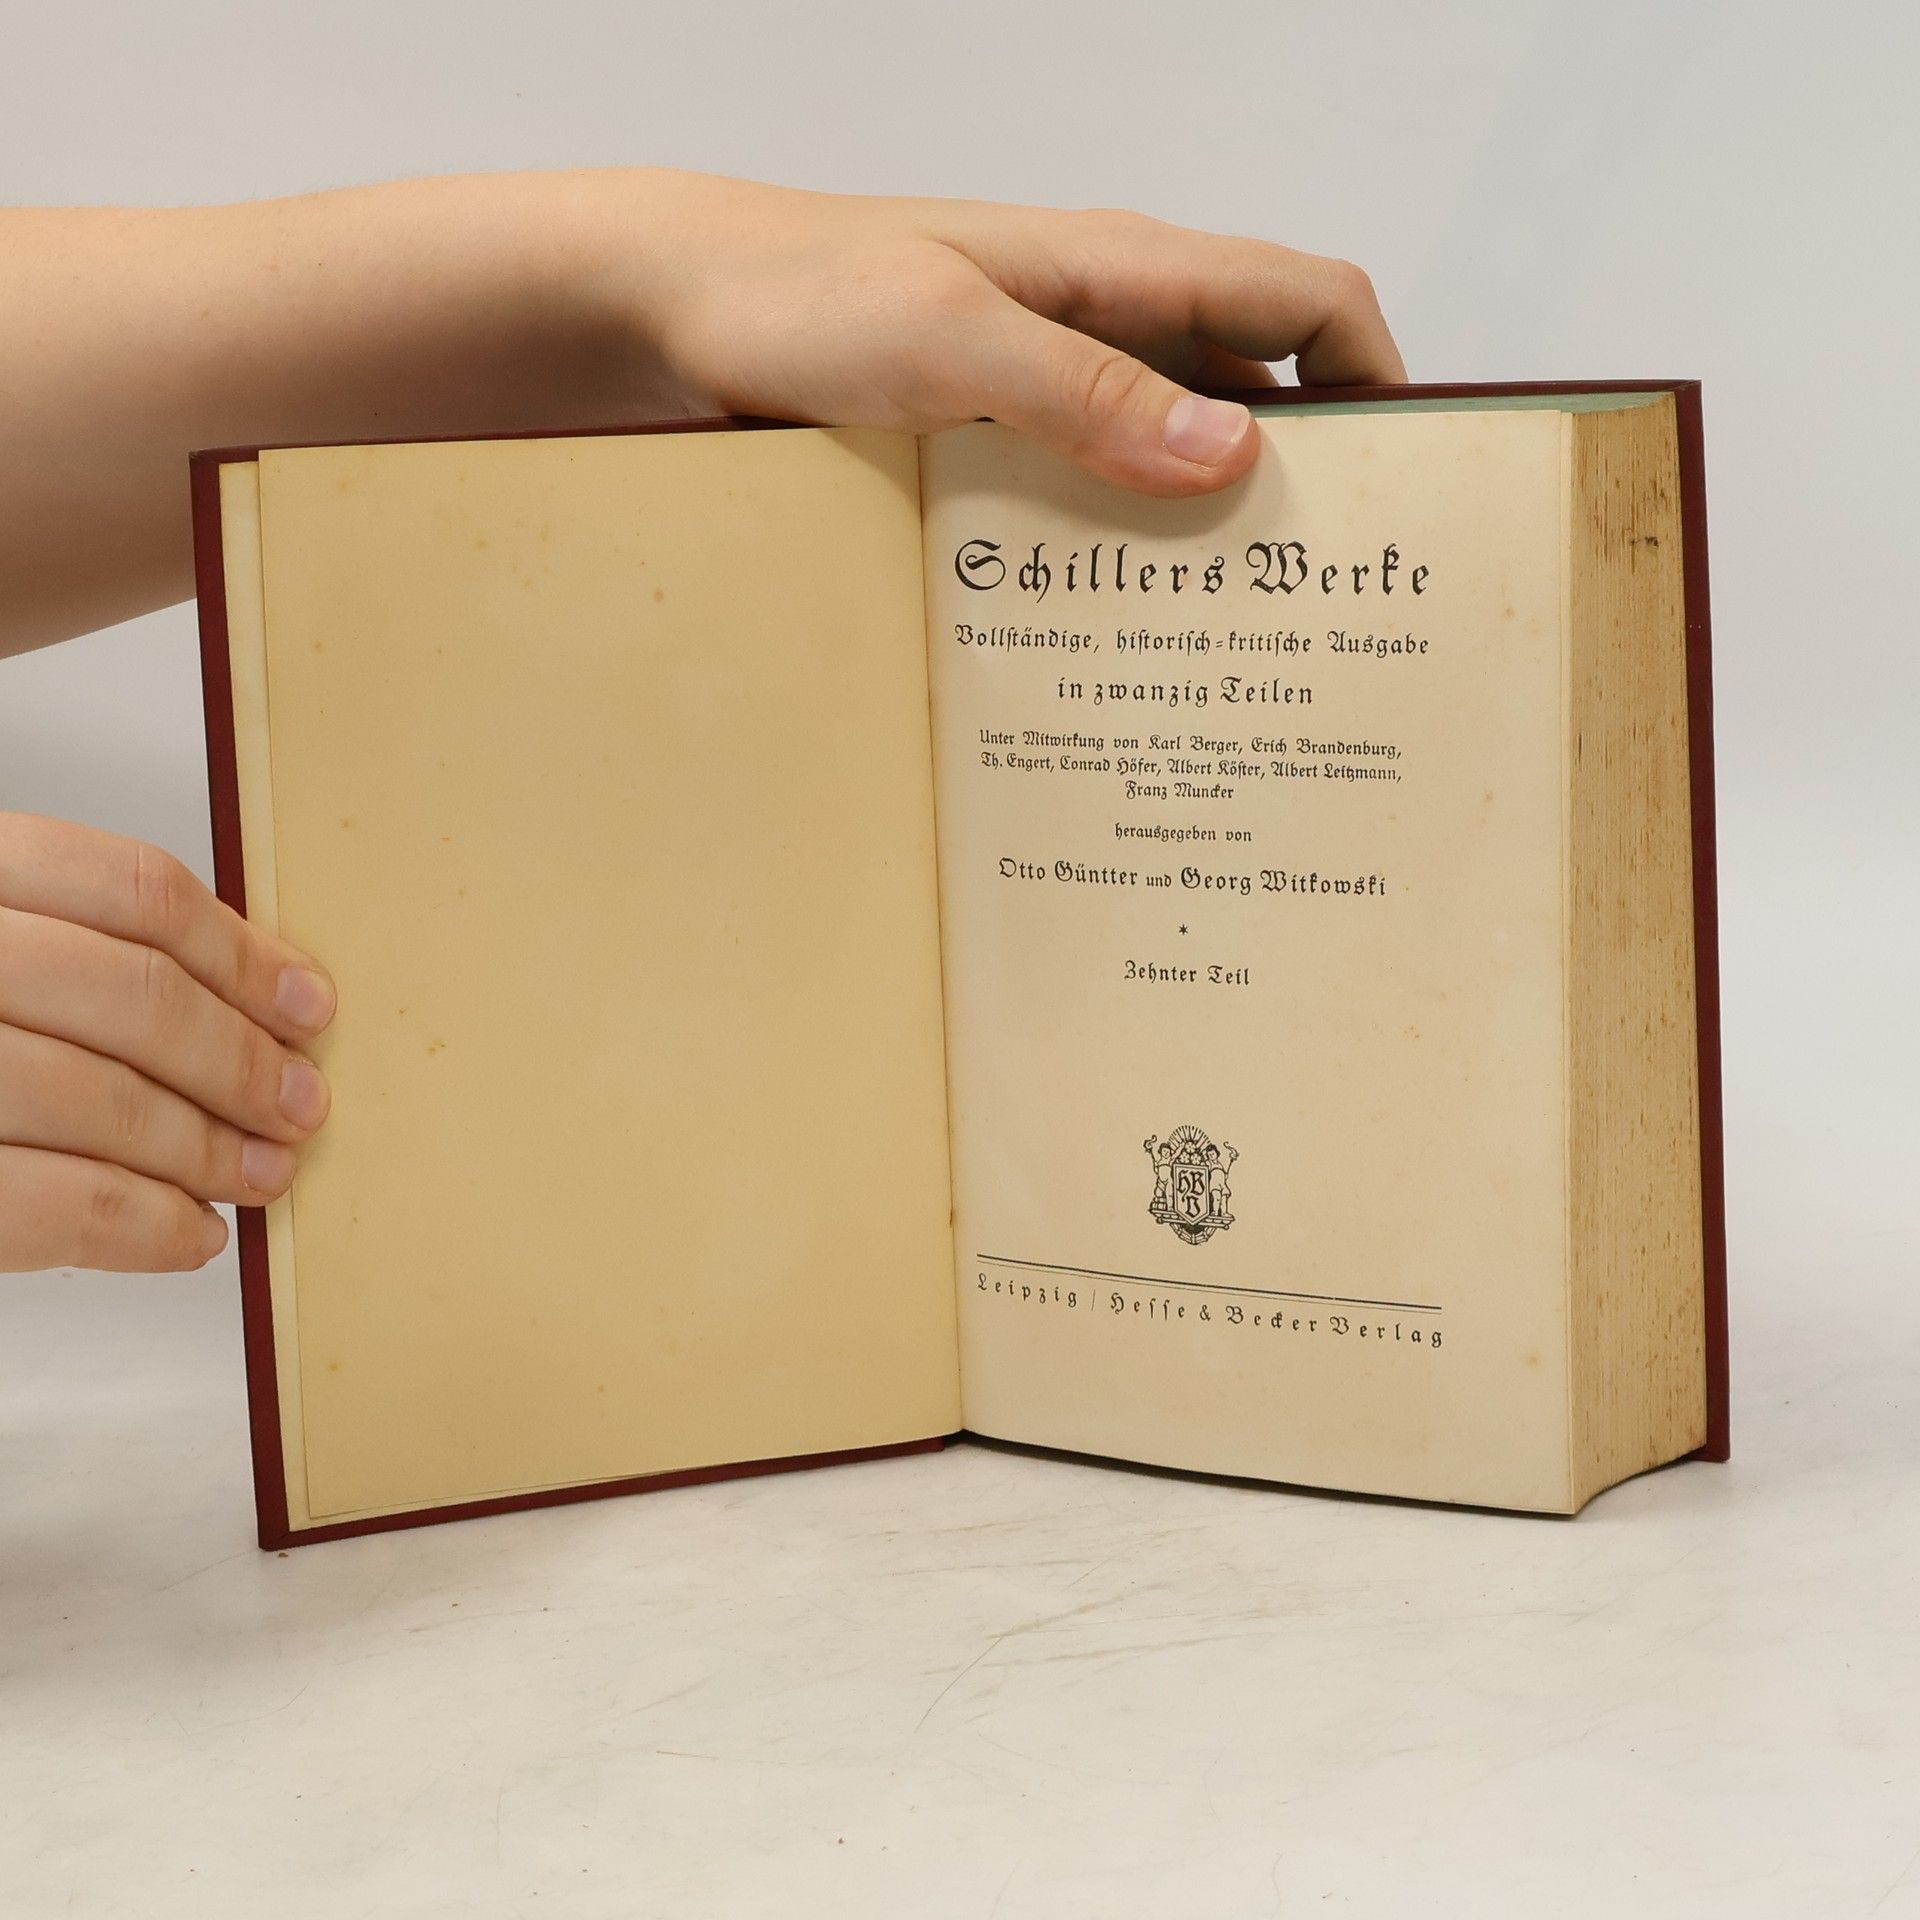 Schillers Werke
Vollständige, historisch-kritische Ausgabe
in zwanzig Teilen
Unter Mitwirkung von Karl Berger, Erich Brandenburg,
Th. Engert, Conrad Höfer, Albert Köster, Albert Leitzmann,
Franz Muncker
herausgegeben von
Otto Güntter und Georg Witkowski
*
Zehnter Teil
HB
V
Leipzig / Hesse & Becker Verlag